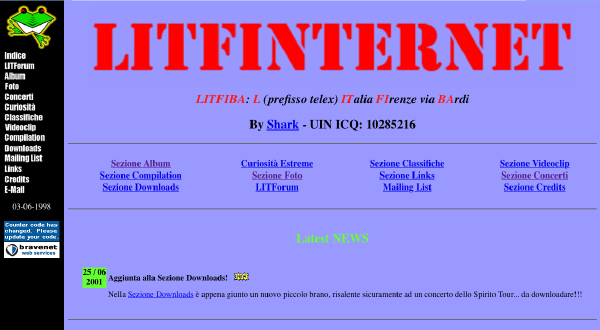 Indice
LITForum
Album
Foto
Concerti
Curiosità
Classifiche
Videoclip
Compilation
Downloads
Mailing List
Links
Credits
E-Mail
03-06-1998
Counter code has
changed. Please
update your code.
bravenet
web services
LITFINTERNET
LITFIBA: L (prefisso telex) ITalia FIrenze via BArdi
By Shark - UIN ICQ: 10285216
Sezione Album Curiosità Estreme Sezione Classifiche Sezione Videoclip
Sezione Compilation Sezione Foto Sezione Links Sezione Concerti
Sezione Downloads LITForum Mailing List Sezione Credits
Latest NEWS
25 / 06
2001
Aggiunta alla Sezione Downloads!
Nella Sezione Downloads è appena giunto un nuovo piccolo brano, risalente sicuramente ad un concerto dello Spirito Tour... da downloadare!!!